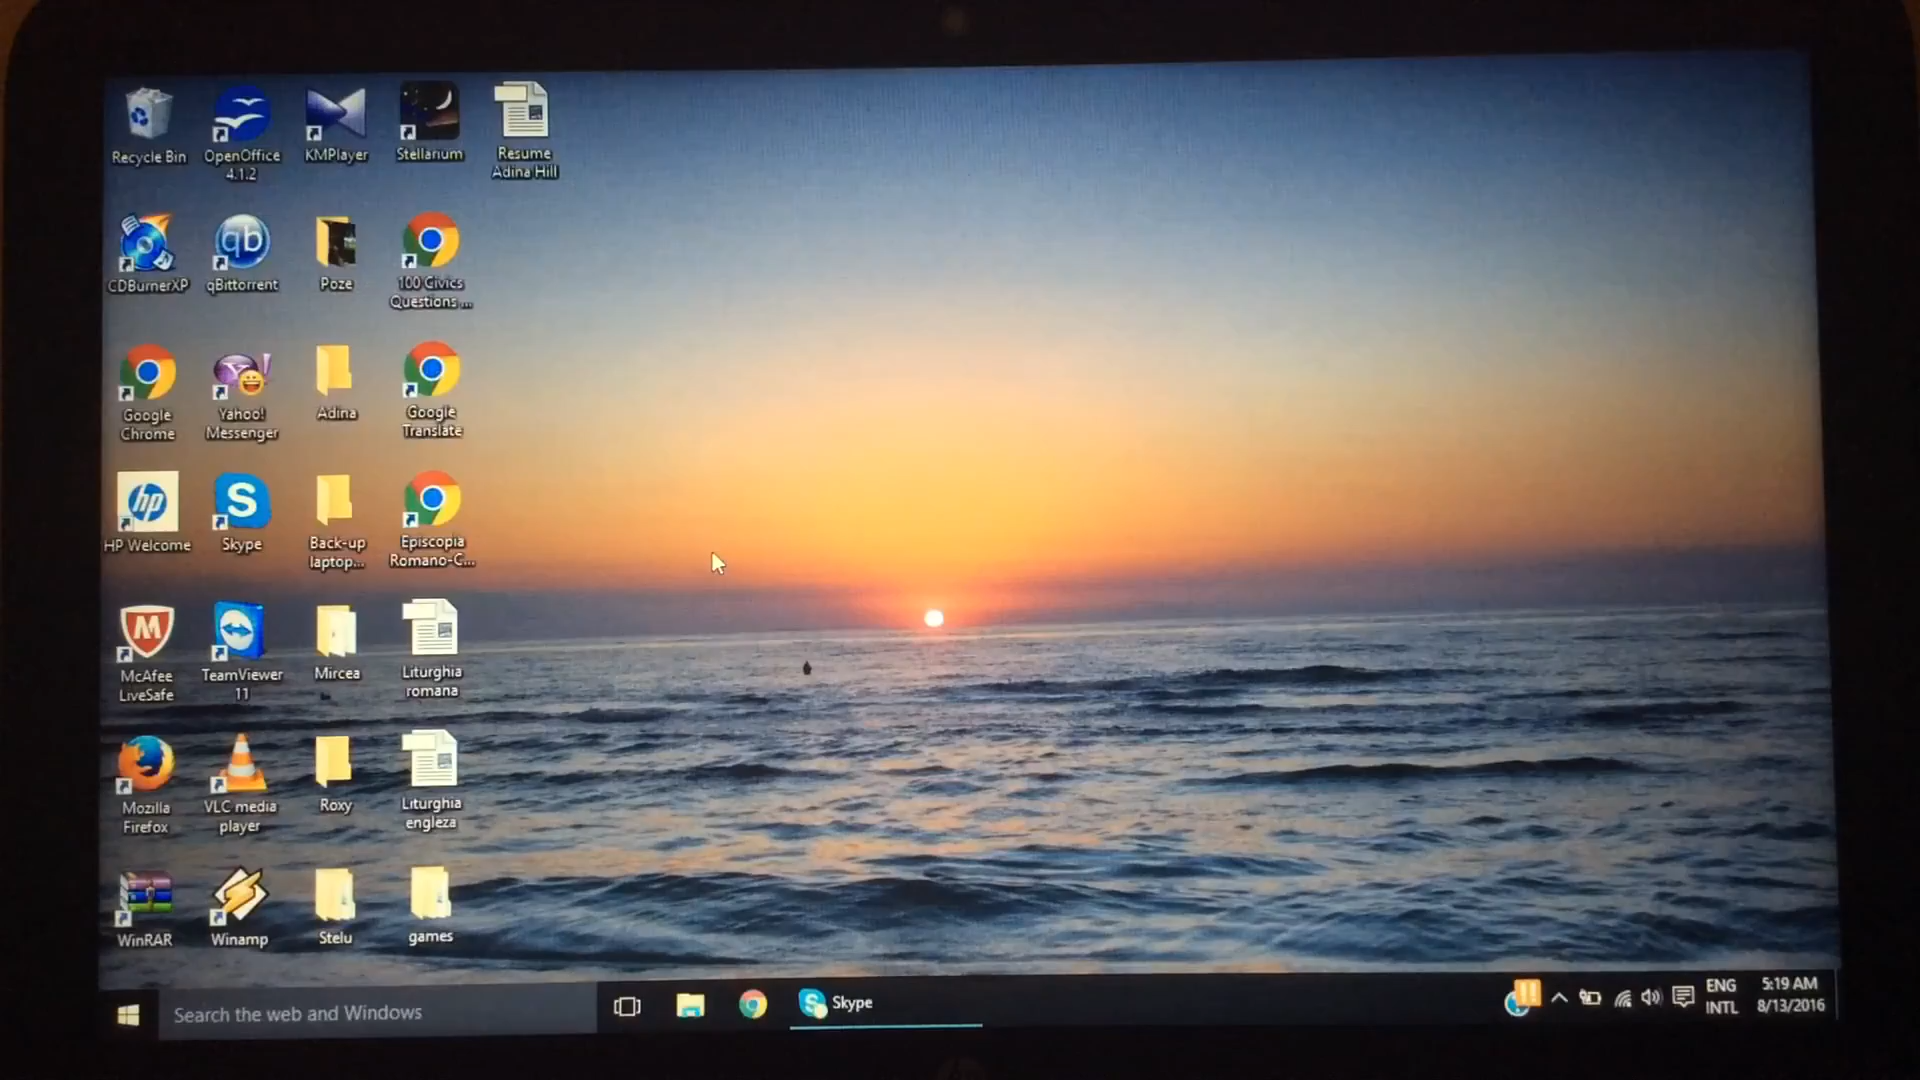 Recycle Bin
OpenOffice
4.1.2
KMPlayer
Stellarium
Resume
Adina Hill
CDBurnerXP
qb
qBittorrent
Poze
100 Civics
Questions ...
Google
Chrome
Y!
Yahoo!
Messenger
Adina
Google
Translate
hp
HP Welcome
S
Skype
Back-up
laptop...
Episcopia
Romano-C...
M
McAfee
LiveSafe
TeamViewer
11
Mircea
Liturghia
romana
Mozilla
Firefox
VLC media
player
Roxy
Liturghia
engleza
WinRAR
Winamp
Stelu
games
Search the web and Windows
S
Skype
ENG
INTL
5:19 AM
8/13/2016